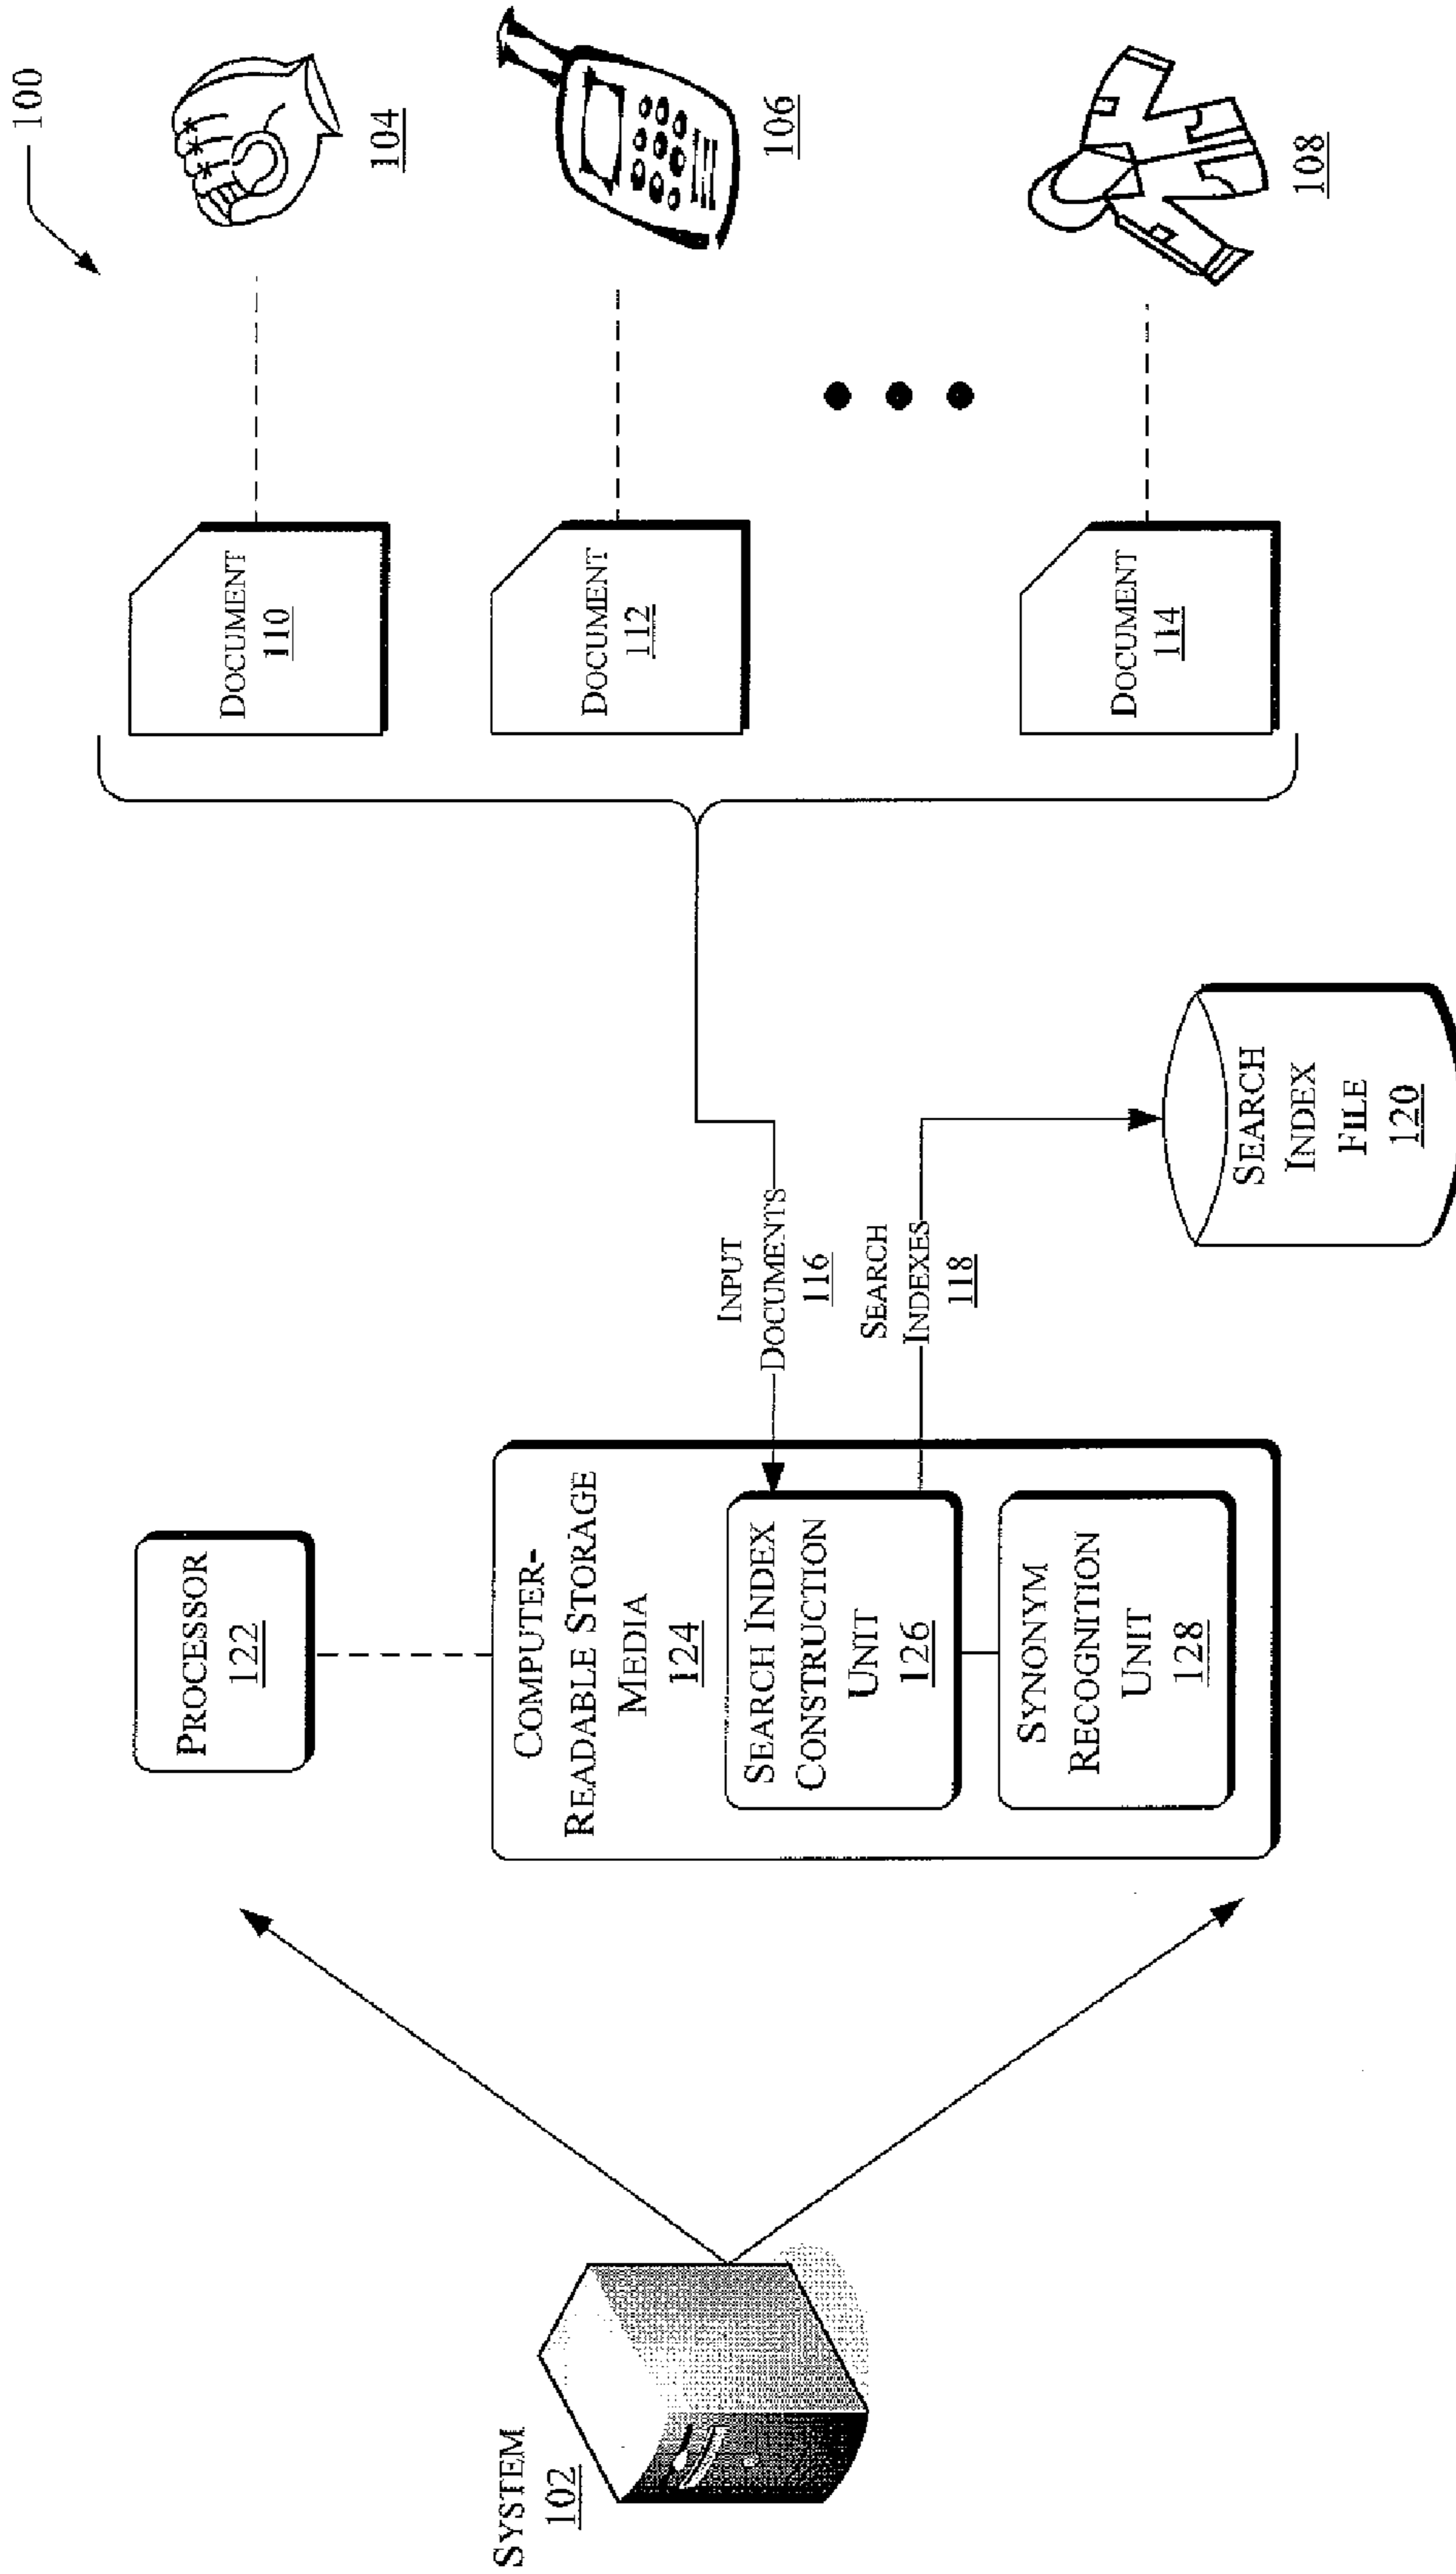 100
104
106
108
DOCUMENT
110
DOCUMENT
112
DOCUMENT
114
INPUT
DOCUMENTS
116
SEARCH
INDEXES
118
SEARCH
INDEX
FILE
120
PROCESSOR
122
COMPUTER-
READABLE STORAGE
MEDIA
124
SEARCH INDEX
CONSTRUCTION
UNIT
126
SYNONYM
RECOGNITION
UNIT
128
SYSTEM
102